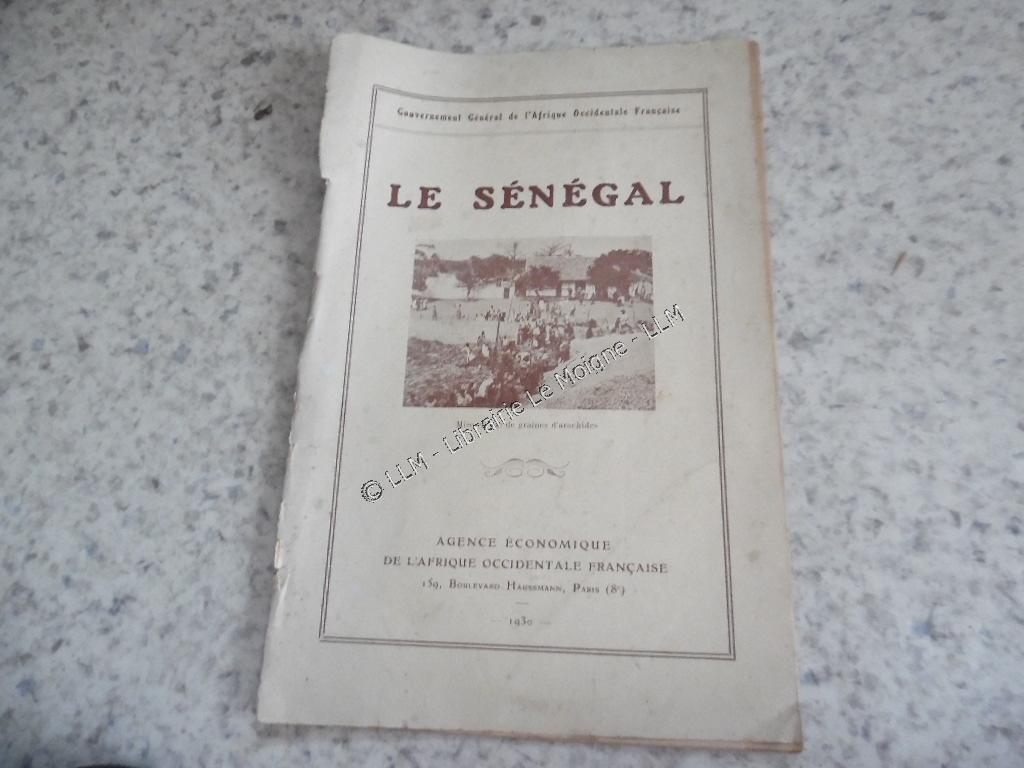 Gouvernement Général de l'Afrique Occidentale Française
LE SÉNÉGAL
de graines d'arachides
© LLM - Librairie Le Moigne - LLM
AGENCE ÉCONOMIQUE
DE L'AFRIQUE OCCIDENTALE FRANÇAISE
159, BOULEVARD HAUSSMANN, PARIS (8e)
— 1930 —